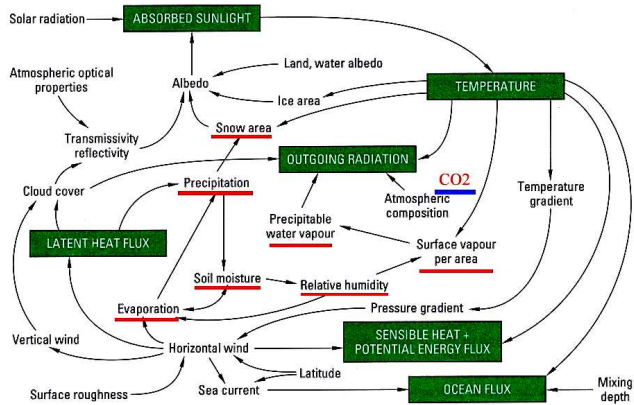 Solar radiation
ABSORBED SUNLIGHT
Atmospheric optical
properties
Albedo
Land, water albedo
TEMPERATURE
Ice area
Snow area
Transmissivity
reflectivity
OUTGOING RADIATION
Cloud cover
Precipitation
CO2
Atmospheric
composition
Temperature
gradient
Precipitable
water vapour
LATENT HEAT FLUX
Surface vapour
per area
Soil moisture
Relative humidity
Evaporation
Pressure gradient
Vertical wind
Horizontal wind
SENSIBLE HEAT +
POTENTIAL ENERGY FLUX
Latitude
Surface roughness
Sea current
OCEAN FLUX
Mixing
depth